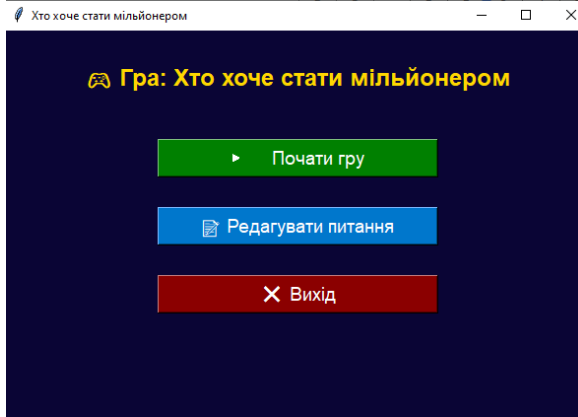 Хто хоче стати мільйонером
🎮 Гра: Хто хоче стати мільйонером
▶ Почати гру
📝 Редагувати питання
❌ Вихід